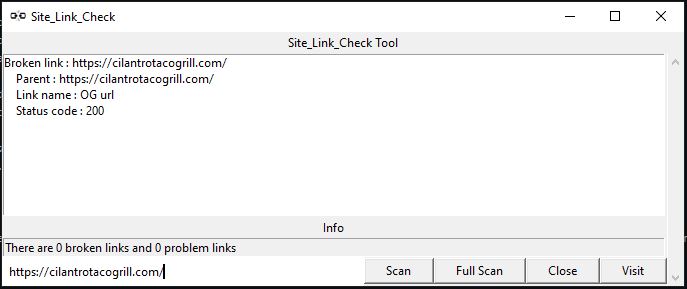 Site_Link_Check
Site_Link_Check Tool
Broken link : https://cilantrotacogrill.com/
Parent : https://cilantrotacogrill.com/
Link name : OG url
Status code : 200
Info
There are 0 broken links and 0 problem links
https://cilantrotacogrill.com/
Scan
Full Scan
Close
Visit